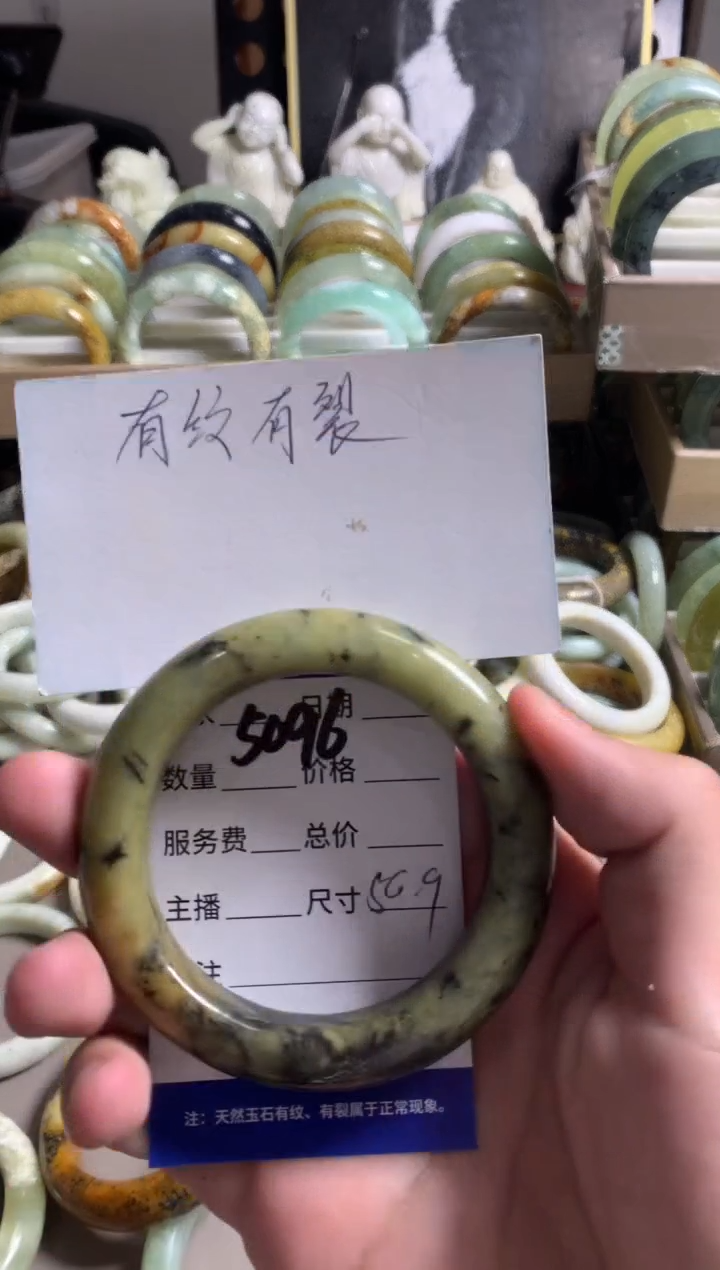 有纹有裂
5096
日期
数量 价格
服务费 总价
主播 尺寸 56.9
注
注：天然玉石有纹、有裂属于正常现象。